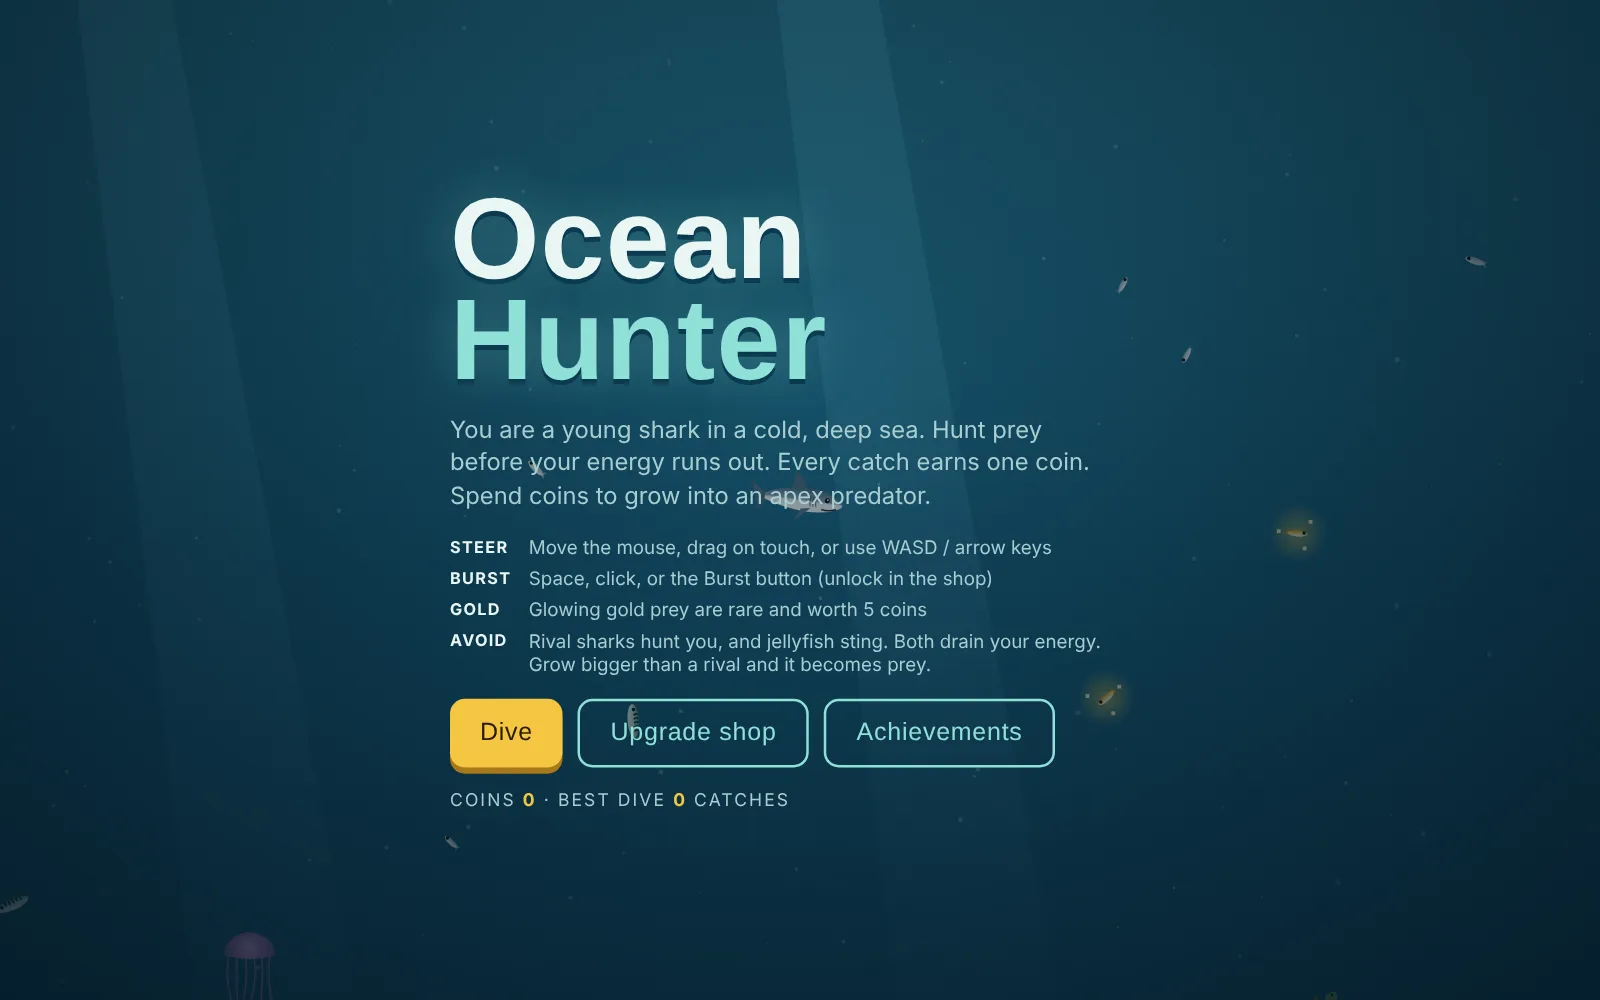 Ocean
Hunter
You are a young shark in a cold, deep sea. Hunt prey
before your energy runs out. Every catch earns one coin.
Spend coins to grow into an apex predator.
STEER Move the mouse, drag on touch, or use WASD / arrow keys
BURST Space, click, or the Burst button (unlock in the shop)
GOLD Glowing gold prey are rare and worth 5 coins
AVOID Rival sharks hunt you, and jellyfish sting. Both drain your energy.
Grow bigger than a rival and it becomes prey.
Dive Upgrade shop Achievements
COINS 0 · BEST DIVE 0 CATCHES